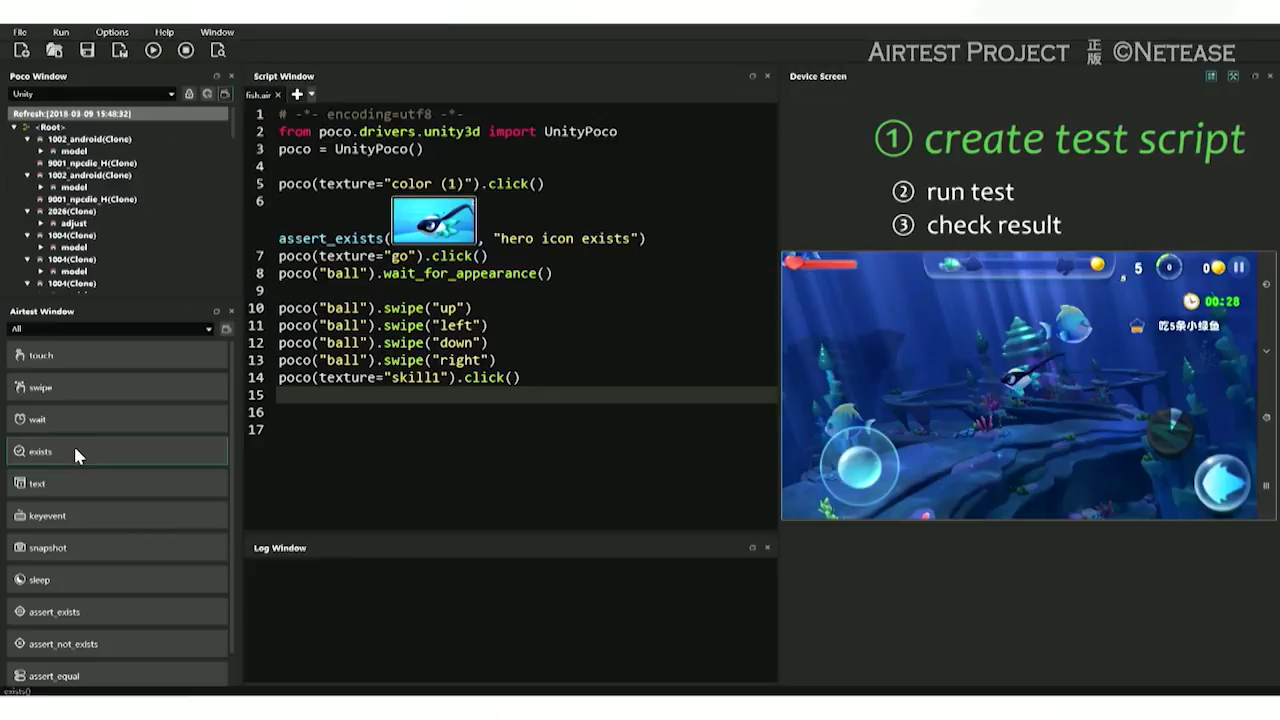 File Run Options Help Window
AIRTEST PROJECT 正版 ©NETEASE
Poco Window
Unity
Refresh:[2018-03-09 15:48:32]
<Root>
1002_android(Clone)
model
9001_npcdie_H(Clone)
1002_android(Clone)
model
9001_npcdie_H(Clone)
2026(Clone)
adjust
1004(Clone)
model
1004(Clone)
model
1004(Clone)
Airtest Window
All
touch
swipe
wait
exists
text
keyevent
snapshot
sleep
assert_exists
assert_not_exists
assert_equal
exists()
Script Window
fish.air
1 # -*- encoding=utf8 -*-
2 from poco.drivers.unity3d import UnityPoco
3 poco = UnityPoco()
4
5 poco(texture="color (1)").click()
6
assert_exists( , "hero icon exists")
7 poco(texture="go").click()
8 poco("ball").wait_for_appearance()
9
10 poco("ball").swipe("up")
11 poco("ball").swipe("left")
12 poco("ball").swipe("down")
13 poco("ball").swipe("right")
14 poco(texture="skill1").click()
15
16
17
Log Window
Device Screen
① create test script
② run test
③ check result
5 5 0 0
00:28
吃5条小绿鱼